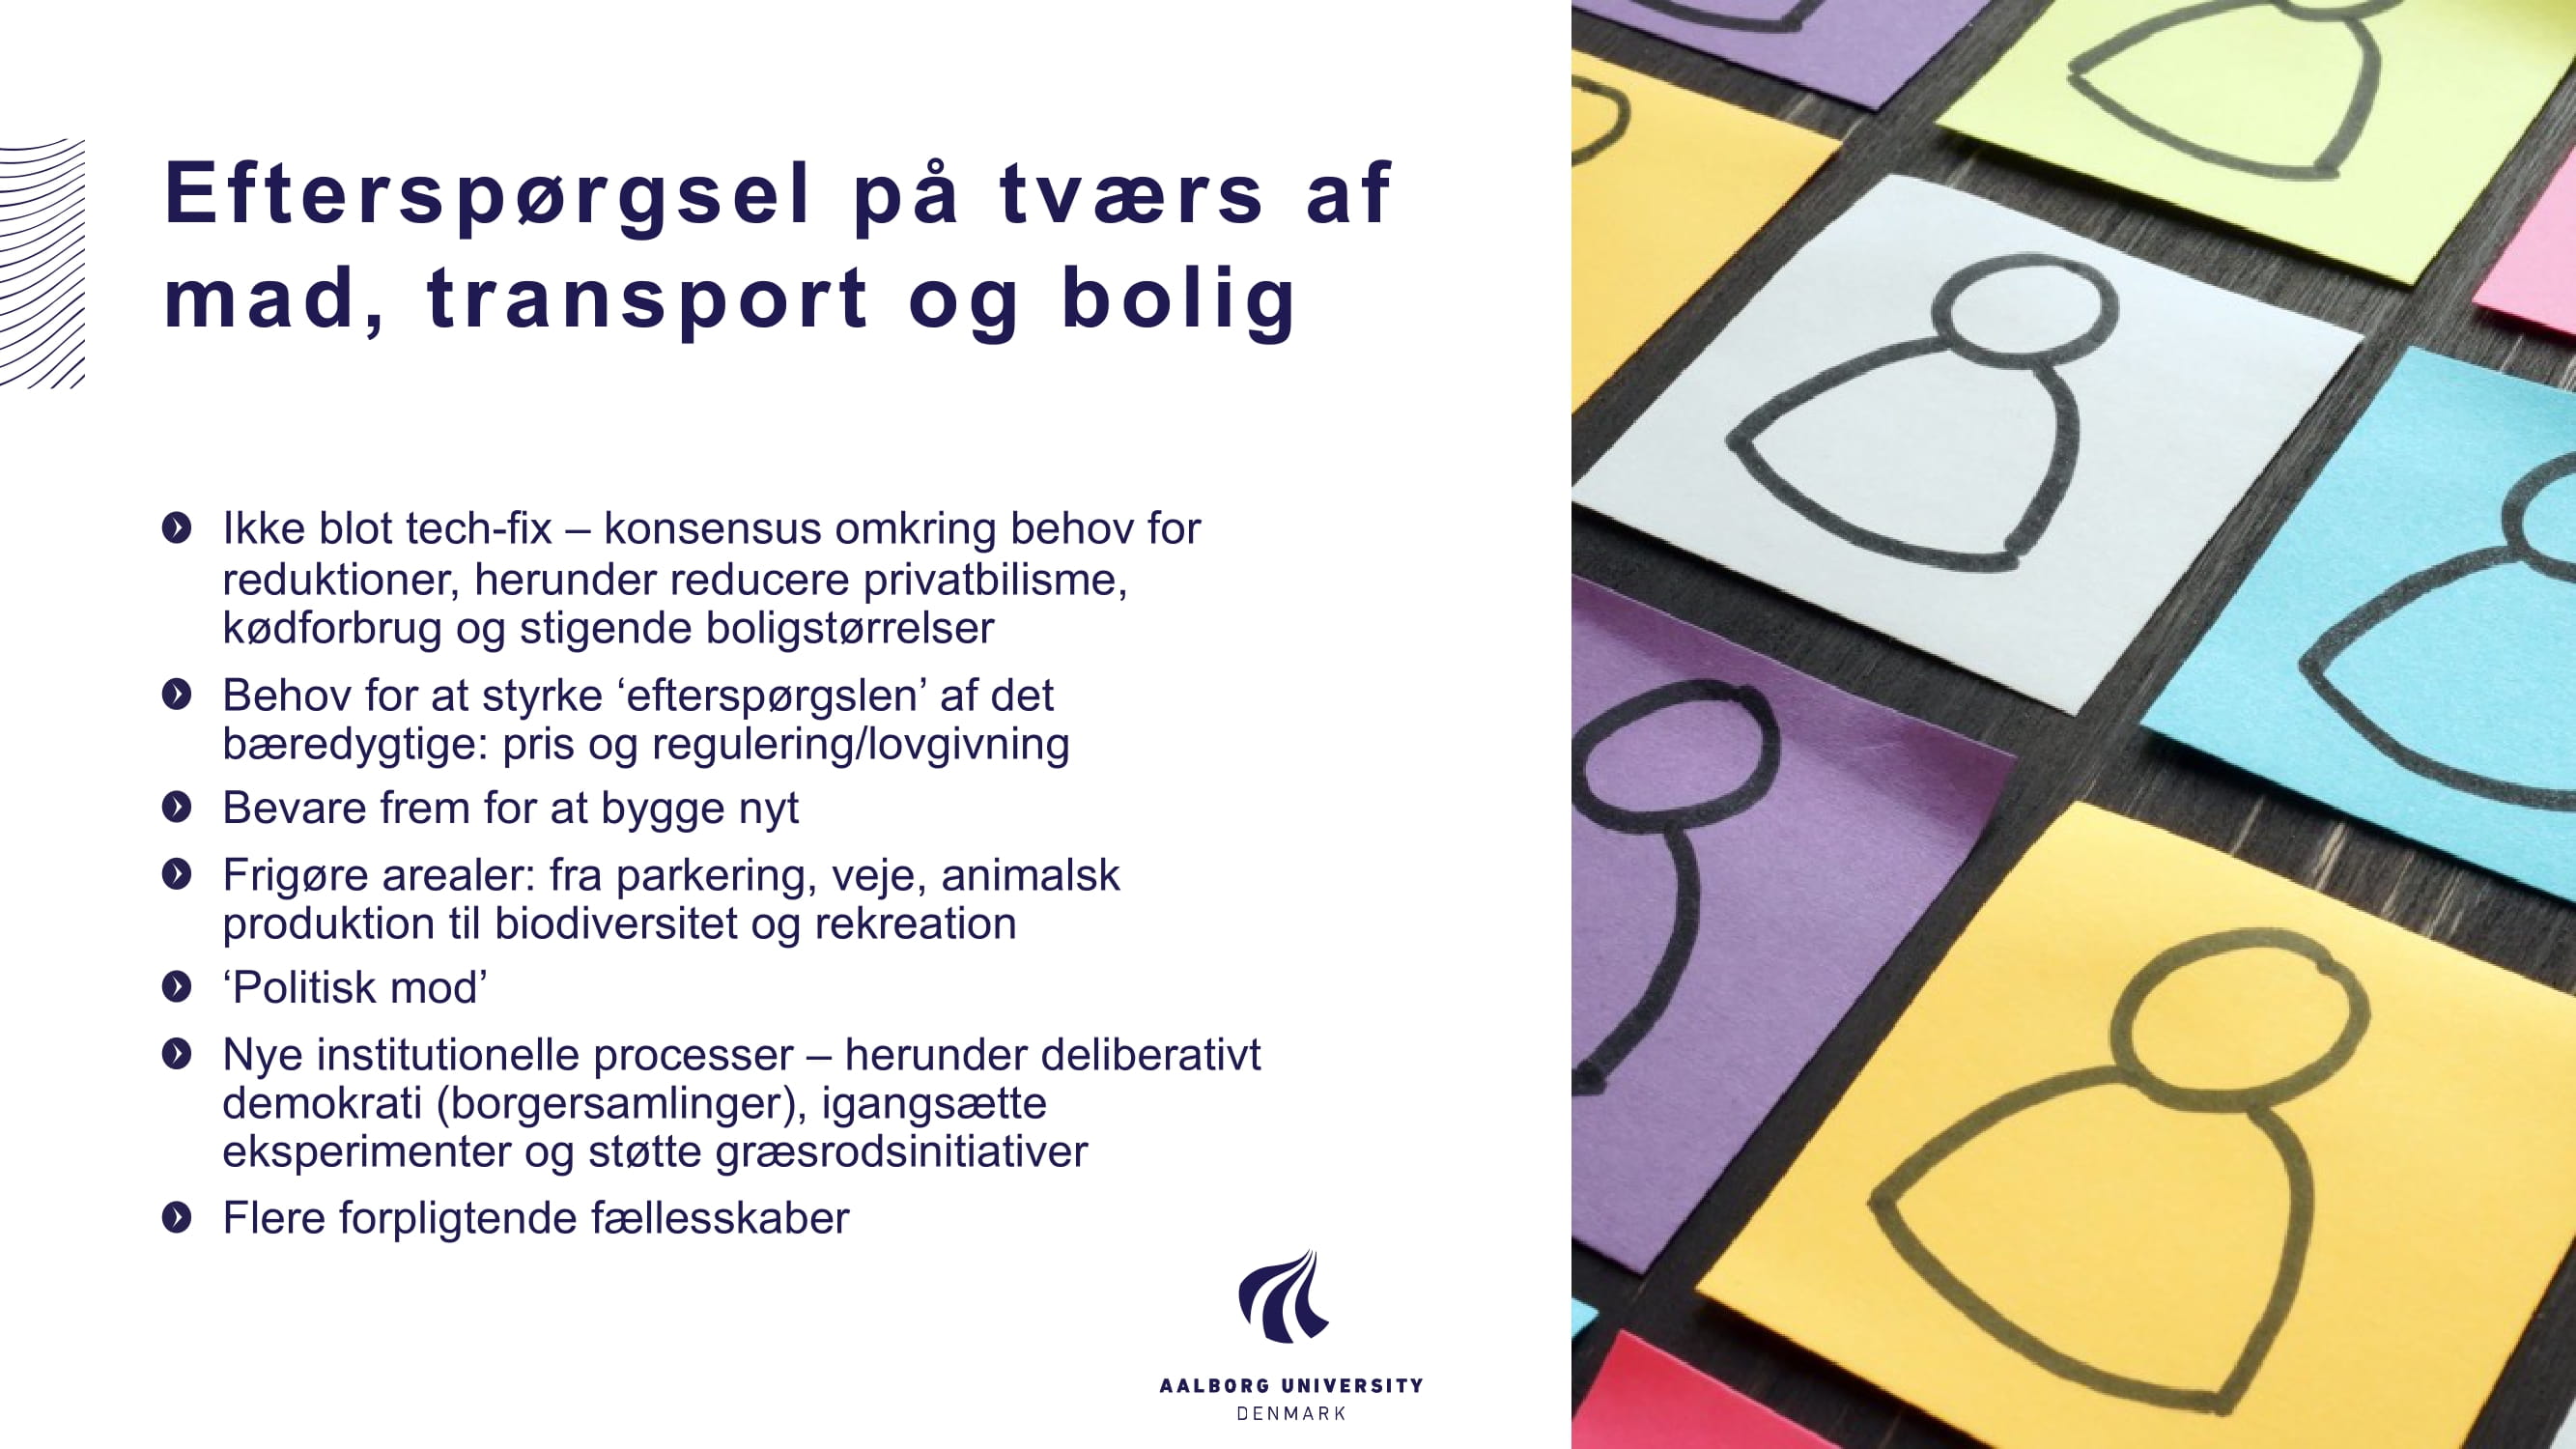 Efterspørgsel på tværs af
mad, transport og bolig
Ikke blot tech-fix – konsensus omkring behov for
reduktioner, herunder reducere privatbilisme,
kødforbrug og stigende boligstørrelser
Behov for at styrke ‘efterspørgslen’ af det
bæredygtige: pris og regulering/lovgivning
Bevare frem for at bygge nyt
Frigøre arealer: fra parkering, veje, animalsk
produktion til biodiversitet og rekreation
‘Politisk mod’
Nye institutionelle processer – herunder deliberativt
demokrati (borgersamlinger), igangsætte
eksperimenter og støtte græsrodsinitiativer
Flere forpligtende fællesskaber
AALBORG UNIVERSITY
DENMARK